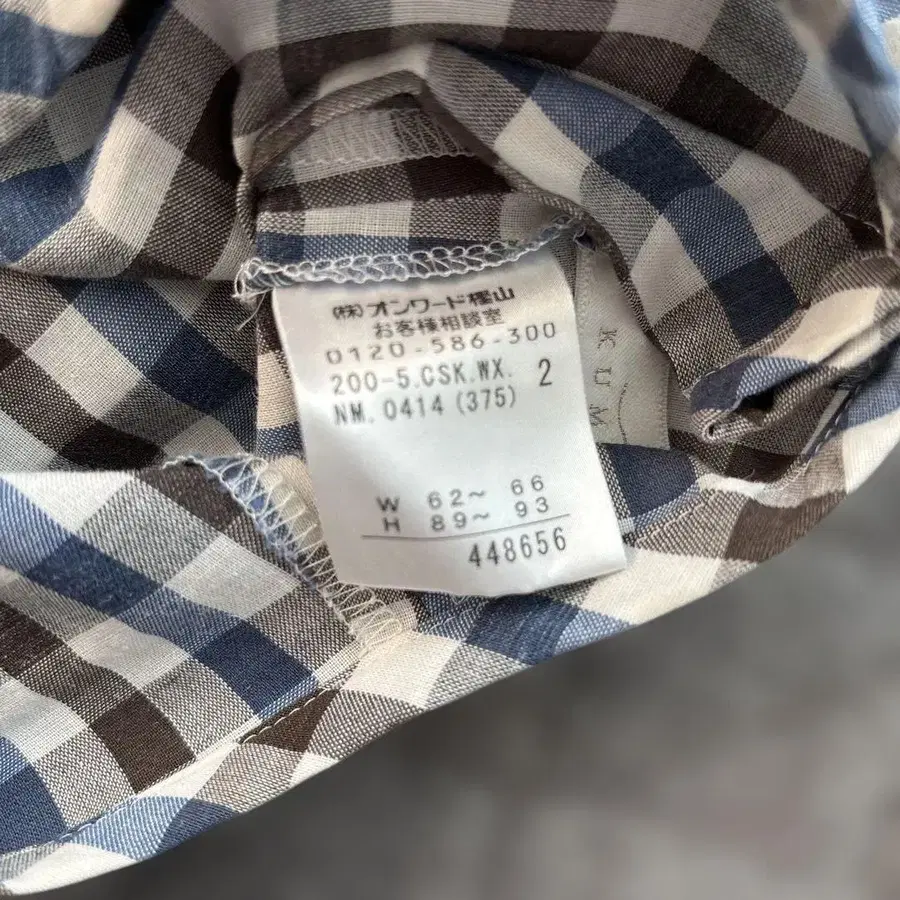 (株)オンワード樫山
お客様相談室
0120-586-300
200-5.CSK.WX. 2
NM. 0414 (375)
W 62～ 66
H 89～ 93
448656
KUM